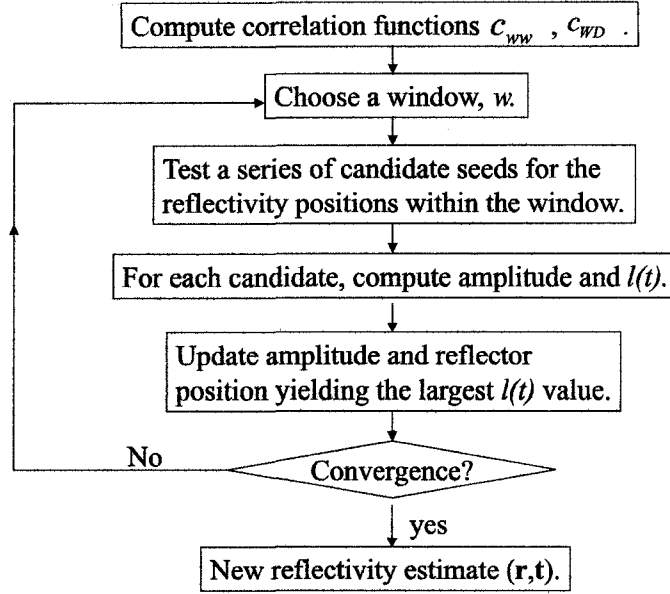 Compute correlation functions c_ww , c_WD .
Choose a window, w.
Test a series of candidate seeds for the
reflectivity positions within the window.
For each candidate, compute amplitude and l(t).
Update amplitude and reflector
position yielding the largest l(t) value.
No
Convergence?
yes
New reflectivity estimate (r,t).